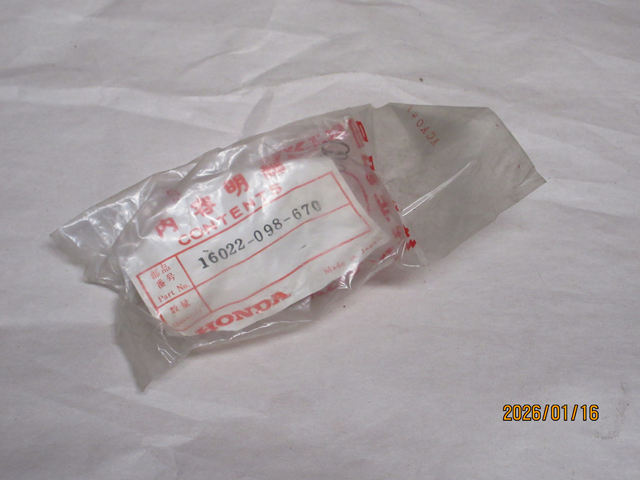 内容明細
CONTENTS
部品
番号
Part No.
16022-098-670
数量
Made in Japan
HONDA
2026/01/16